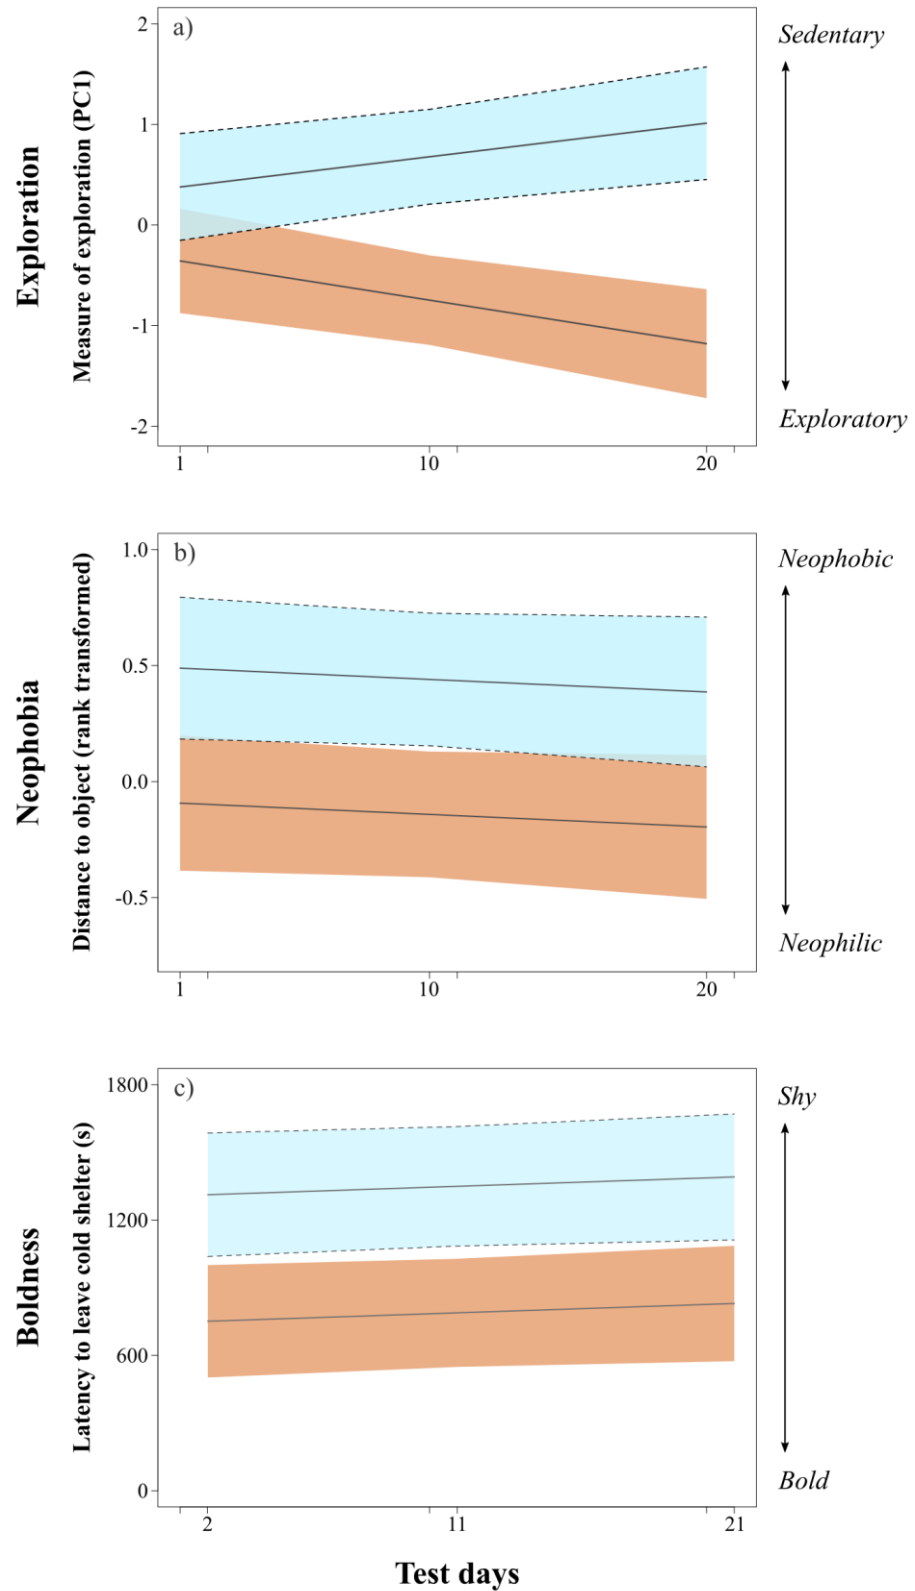 a)
Exploration
Measure of exploration (PC1)
2
1
0
-1
-2
1
10
20
Sedentary
Exploratory
b)
Neophobia
Distance to object (rank transformed)
1.0
0.5
0.0
-0.5
1
10
20
Neophobic
Neophilic
c)
Boldness
Latency to leave cold shelter (s)
1800
1200
600
0
2
11
21
Shy
Bold
Test days